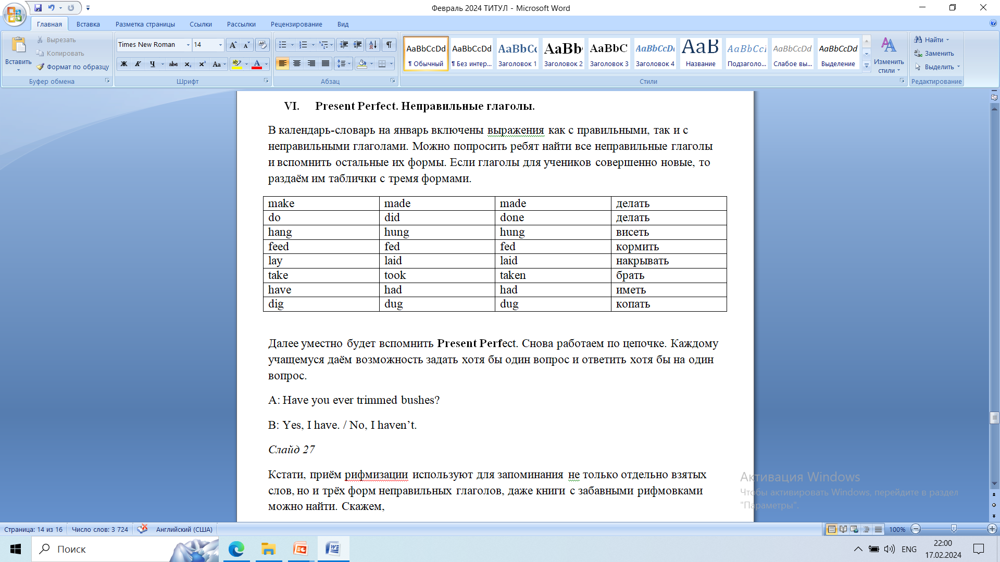 Февраль 2024 ТИТУЛ - Microsoft Word
Главная Вставка Разметка страницы Ссылки Рассылки Рецензирование Вид
Вставить
Вырезать
Копировать
Формат по образцу
Буфер обмена
Times New Roman 14
Шрифт
Абзац
AaBbCcDd AaBbCcDd AaBbCc AaBb AaBbC AaBbCcDc АаВ AaBbCcl AaBbCcDd AaBbCcDd
¶ Обычный ¶ Без интер... Заголовок 1 Заголовок 2 Заголовок 3 Заголовок 4 Название Подзаголо... Слабое вы... Выделение
Изменить стили
Стили
Найти
Заменить
Выделить
Редактирование
VI. Present Perfect. Неправильные глаголы.
В календарь-словарь на январь включены выражения как с правильными, так и с
неправильными глаголами. Можно попросить ребят найти все неправильные глаголы
и вспомнить остальные их формы. Если глаголы для учеников совершенно новые, то
раздаём им таблички с тремя формами.
make made made делать
do did done делать
hang hung hung висеть
feed fed fed кормить
lay laid laid накрывать
take took taken брать
have had had иметь
dig dug dug копать
Далее уместно будет вспомнить Present Perfect. Снова работаем по цепочке. Каждому
учащемуся даём возможность задать хотя бы один вопрос и ответить хотя бы на один
вопрос.
A: Have you ever trimmed bushes?
B: Yes, I have. / No, I haven’t.
Слайд 27
Кстати, приём рифмизации используют для запоминания не только отдельно взятых
слов, но и трёх форм неправильных глаголов, даже книги с забавными рифмовками
можно найти. Скажем,
Активация Windows
Чтобы активировать Windows, перейдите в раздел
"Параметры".
Страница: 14 из 16 Число слов: 3 724 Английский (США) 100%
Поиск
ENG
22:00
17.02.2024